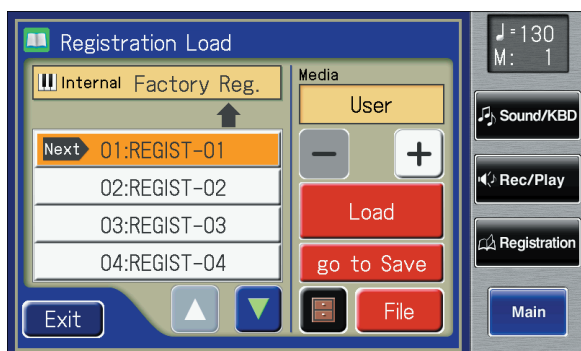 Registration Load
Internal Factory Reg.
Next 01:REGIST-01
02:REGIST-02
03:REGIST-03
04:REGIST-04
Exit
Media
User
− +
Load
go to Save
File
♩=130
M: 1
Sound/KBD
Rec/Play
Registration
Main